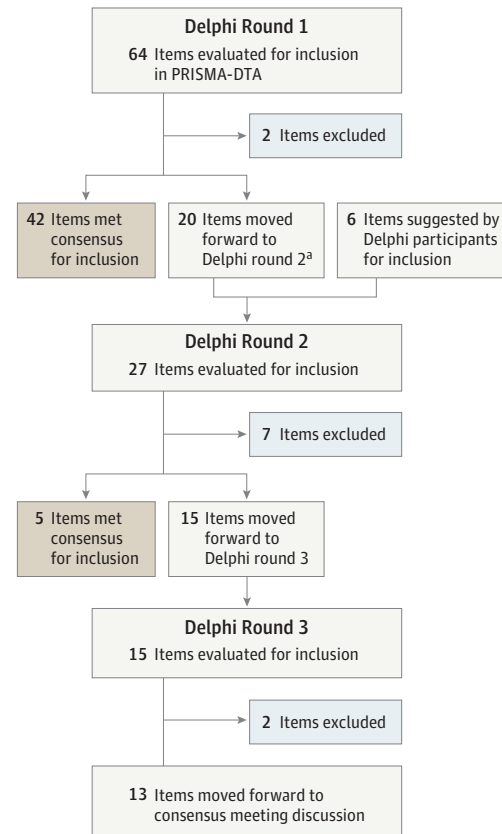 Delphi Round 1
64 Items evaluated for inclusion
in PRISMA-DTA
2 Items excluded
42 Items met
consensus
for inclusion
20 Items moved
forward to
Delphi round 2a
6 Items suggested by
Delphi participants
for inclusion
Delphi Round 2
27 Items evaluated for inclusion
7 Items excluded
5 Items met
consensus
for inclusion
15 Items moved
forward to
Delphi round 3
Delphi Round 3
15 Items evaluated for inclusion
2 Items excluded
13 Items moved forward to
consensus meeting discussion